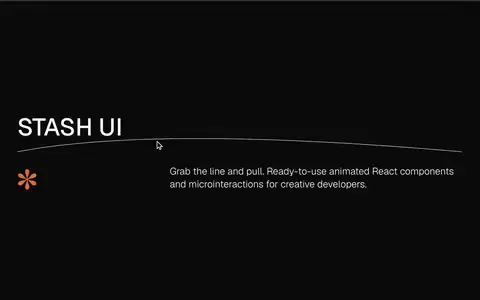 STASH UI
Grab the line and pull. Ready-to-use animated React components
and microinteractions for creative developers.